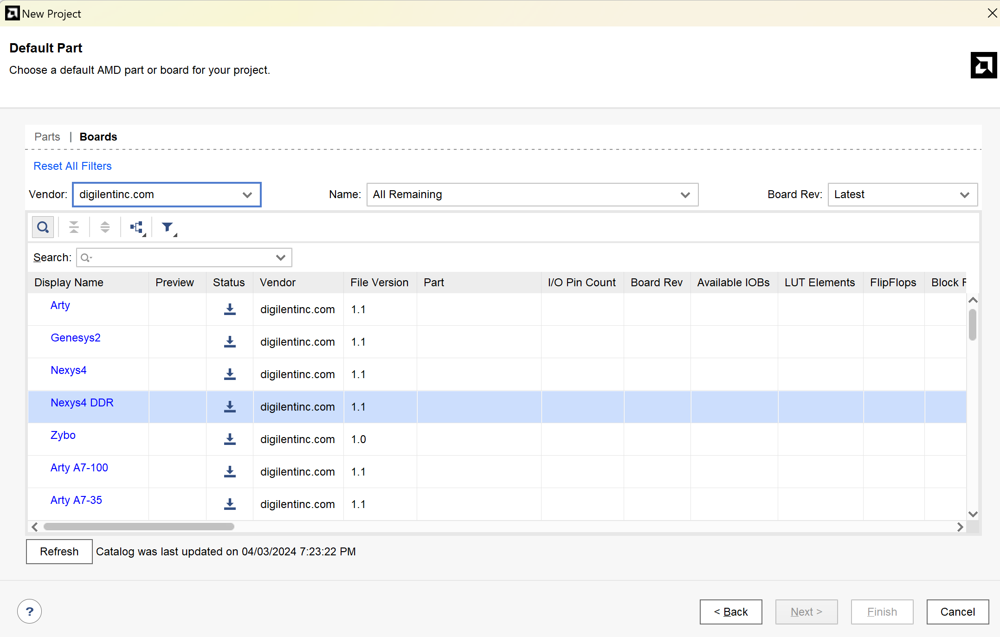 New Project
Default Part
Choose a default AMD part or board for your project.
Parts | Boards
Reset All Filters
Vendor: digilentinc.com Name: All Remaining Board Rev: Latest
Search:
Display Name Preview Status Vendor File Version Part I/O Pin Count Board Rev Available IOBs LUT Elements FlipFlops Block
Arty digilentinc.com 1.1
Genesys2 digilentinc.com 1.1
Nexys4 digilentinc.com 1.1
Nexys4 DDR digilentinc.com 1.1
Zybo digilentinc.com 1.0
Arty A7-100 digilentinc.com 1.1
Arty A7-35 digilentinc.com 1.1
Refresh Catalog was last updated on 04/03/2024 7:23:22 PM
? < Back Next > Finish Cancel